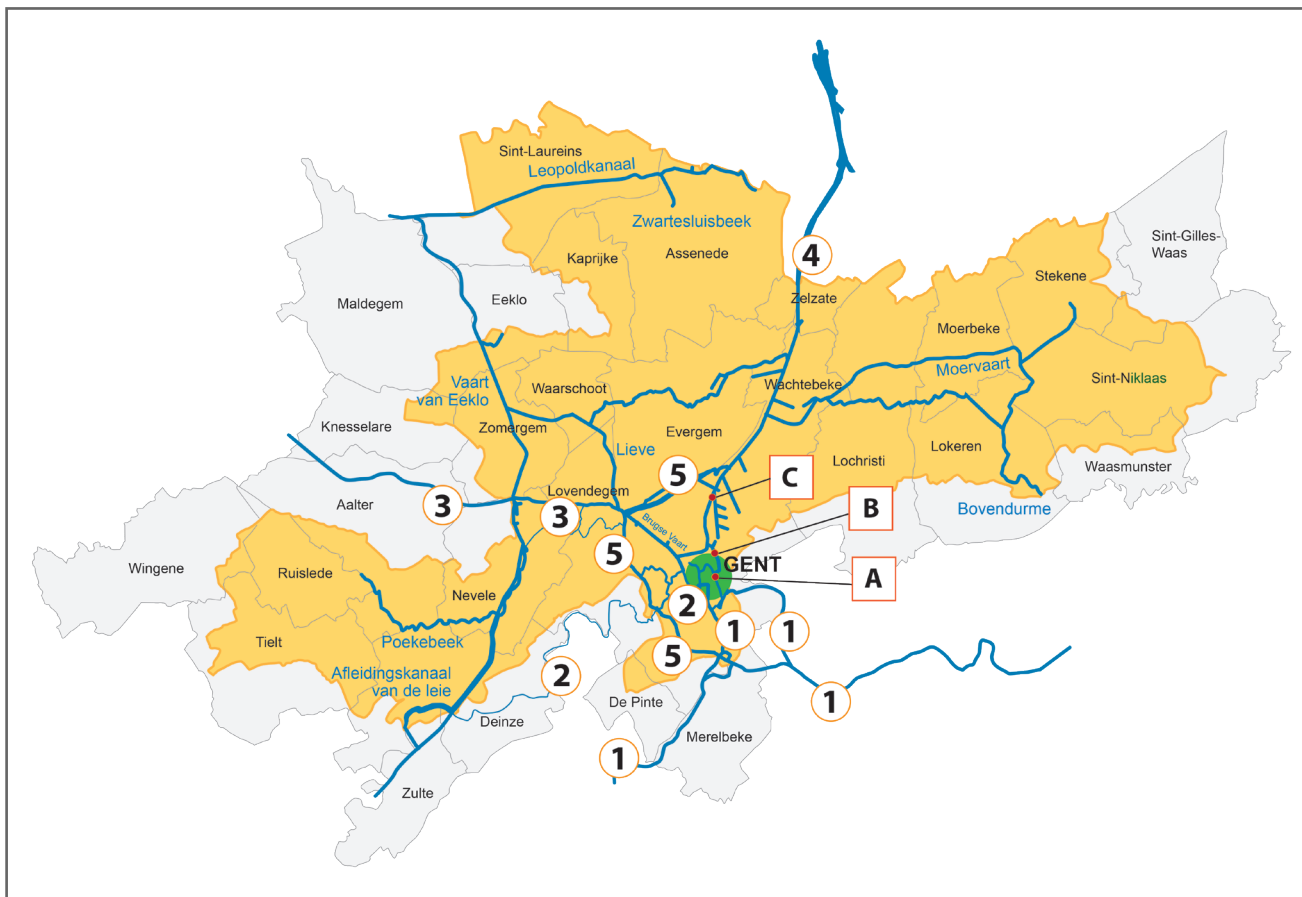 Sint-Laureins
Leopoldkanaal
Zwartesluisbeek
Kaprijke
Assenede
4
Sint-Gilles-
Waas
Stekene
Maldegem
Eeklo
Zelzate
Moerbeke
Moervaart
Sint-Niklaas
Vaart
van Eeklo
Waarschoot
Wachtebeke
Knesselare
Zomergem
Lieve
Evergem
Lokeren
Lochristi
Waasmunster
5
C
Lovendegem
3
Aalter
3
B
Bovendurme
Brugse Vaart
5
GENT
A
Wingene
Ruislede
Nevele
2
1
1
Tielt
Poekebeek
5
Afleidingskanaal
van de leie
2
1
De Pinte
Deinze
Merelbeke
1
Zulte